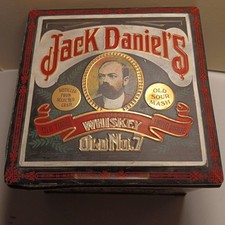 JACK DANIEL'S
OLD
SOUR
MASH
WHISKEY
OLD No. 7